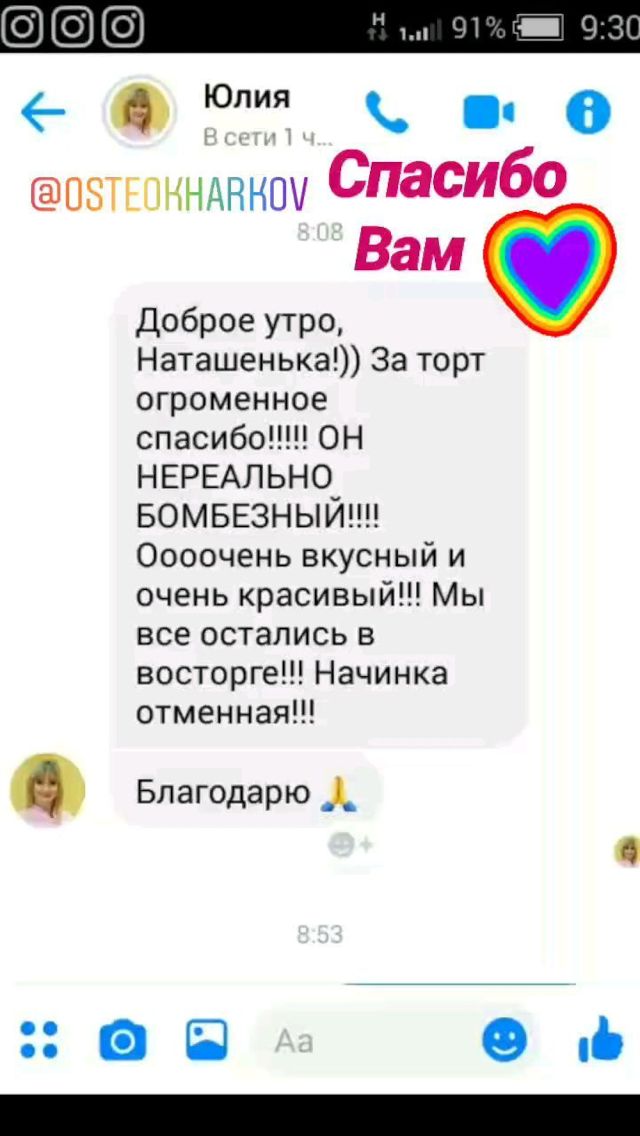 H 91% 9:30
Юлия
В сети 1 ч...
@OSTEOKHARKOV
Спасибо
Вам
8:08
Доброе утро,
Наташенька!)) За торт
огроменное
спасибо!!!!! ОН
НЕРЕАЛЬНО
БОМБЕЗНЫЙ!!!!
Оооочень вкусный и
очень красивый!!! Мы
все остались в
восторге!!! Начинка
отменная!!!
Благодарю 🙏
8:53
Aa